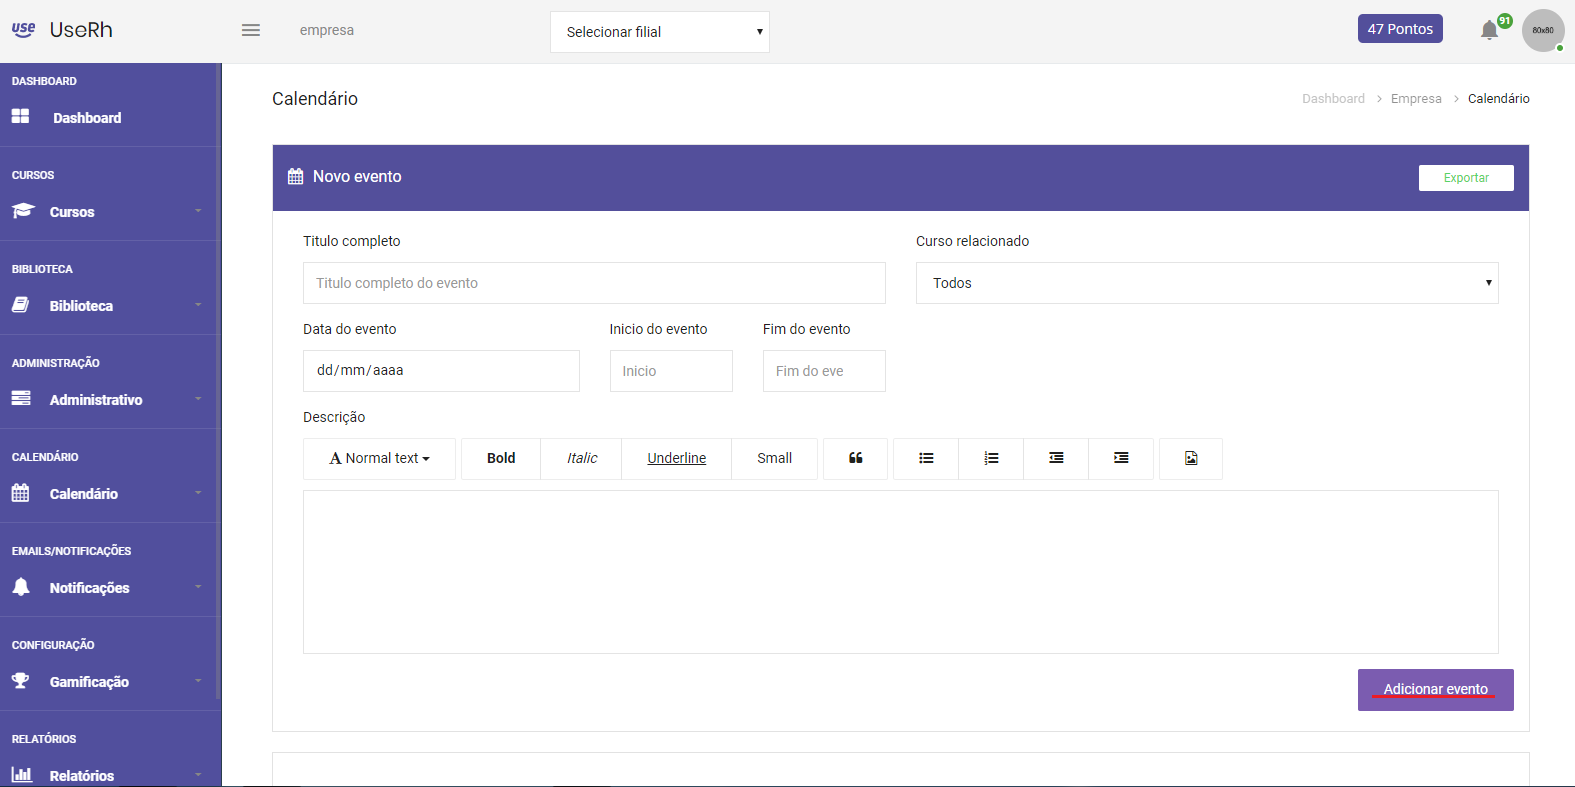 use UseRh
empresa
Selecionar filial
47 Pontos
91
80x80
DASHBOARD
Dashboard
CURSOS
Cursos
BIBLIOTECA
Biblioteca
ADMINISTRAÇÃO
Administrativo
CALENDÁRIO
Calendário
EMAILS/NOTIFICAÇÕES
Notificações
CONFIGURAÇÃO
Gamificação
RELATÓRIOS
Relatórios
Calendário
Dashboard > Empresa > Calendário
Novo evento
Exportar
Titulo completo
Titulo completo do evento
Curso relacionado
Todos
Data do evento
dd/mm/aaaa
Inicio do evento
Inicio
Fim do evento
Fim do eve
Descrição
A Normal text
Bold
Italic
Underline
Small
Adicionar evento